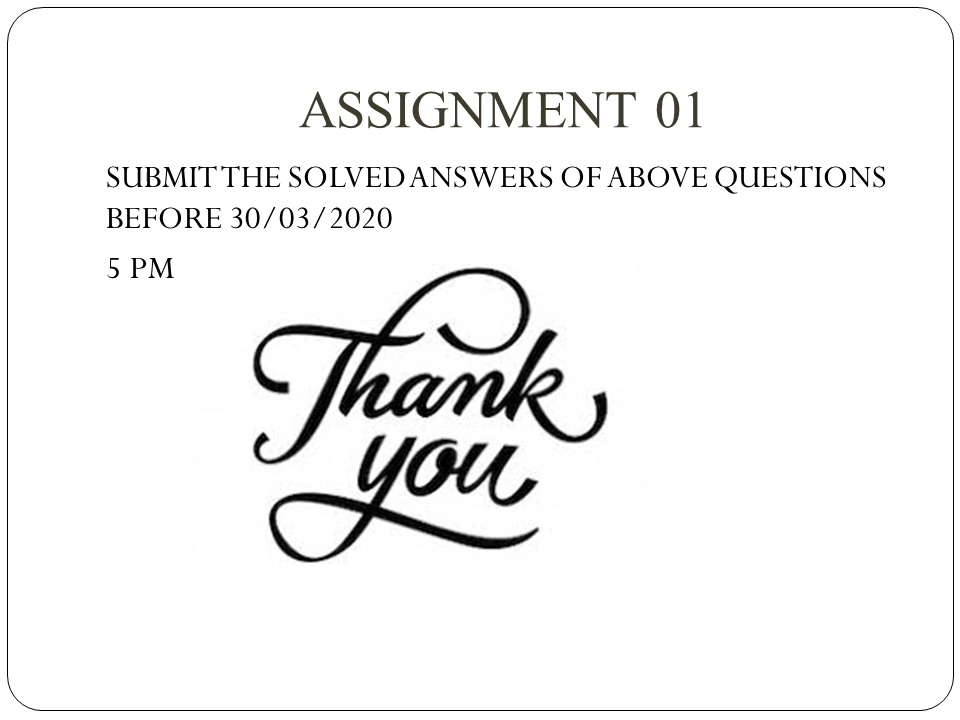 ASSIGNMENT 01
SUBMIT THE SOLVED ANSWERS OF ABOVE QUESTIONS
BEFORE 30/03/2020
5 PM
Thank
you